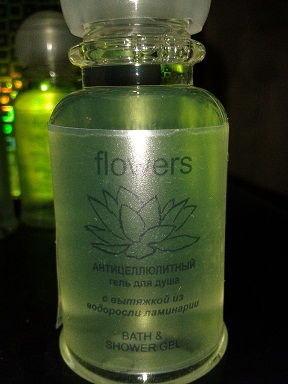 flowers
АНТИЦЕЛЛЮЛИТНЫЙ
гель для душа
с вытяжкой из
водоросли ламинарии
BATH &
SHOWER GEL